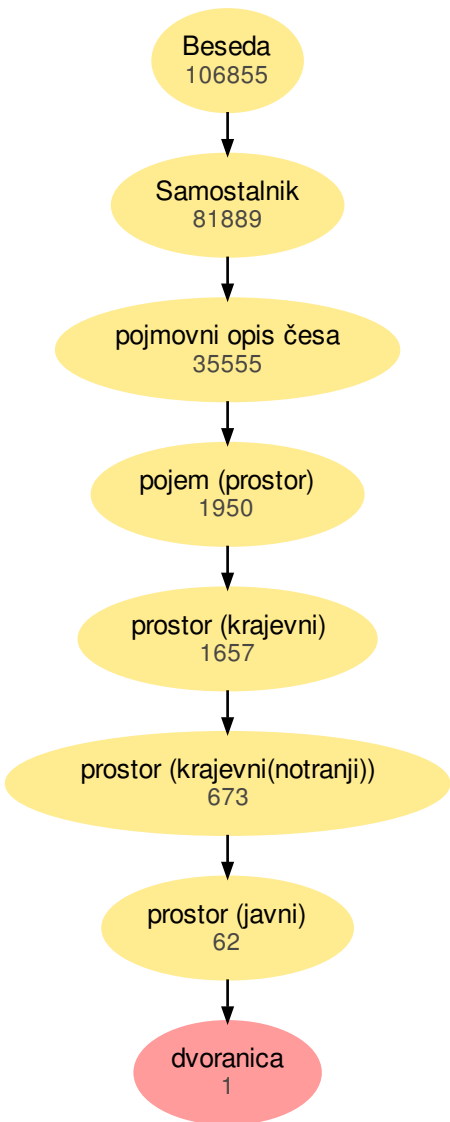 Beseda
106855
Samostalnik
81889
pojmovni opis česa
35555
pojem (prostor)
1950
prostor (krajevni)
1657
prostor (krajevni(notranji))
673
prostor (javni)
62
dvoranica
1